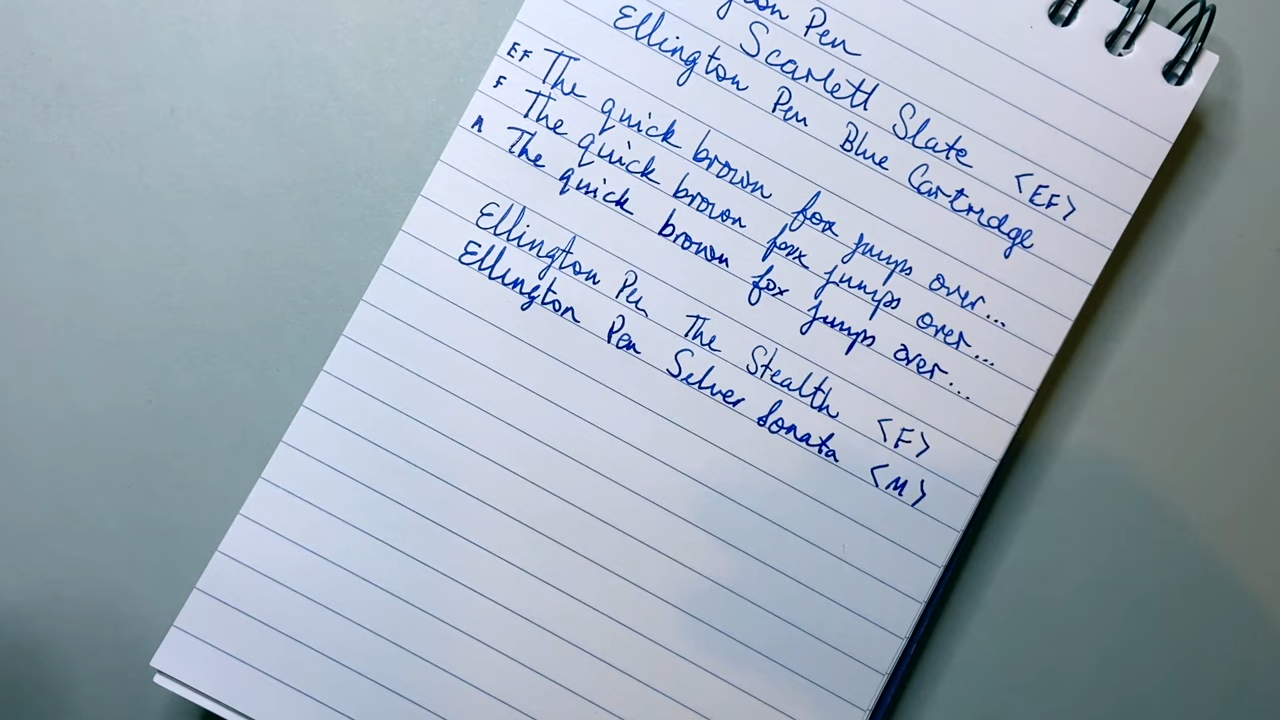 Pen
Scarlett Slate <EF>
Ellington Pen Blue Cartridge
EF The quick brown fox jumps over...
F The quick brown fox jumps over...
M The quick brown fox jumps over...
Ellington Pen The Stealth <F>
Ellington Pen Silver Sonata <M>